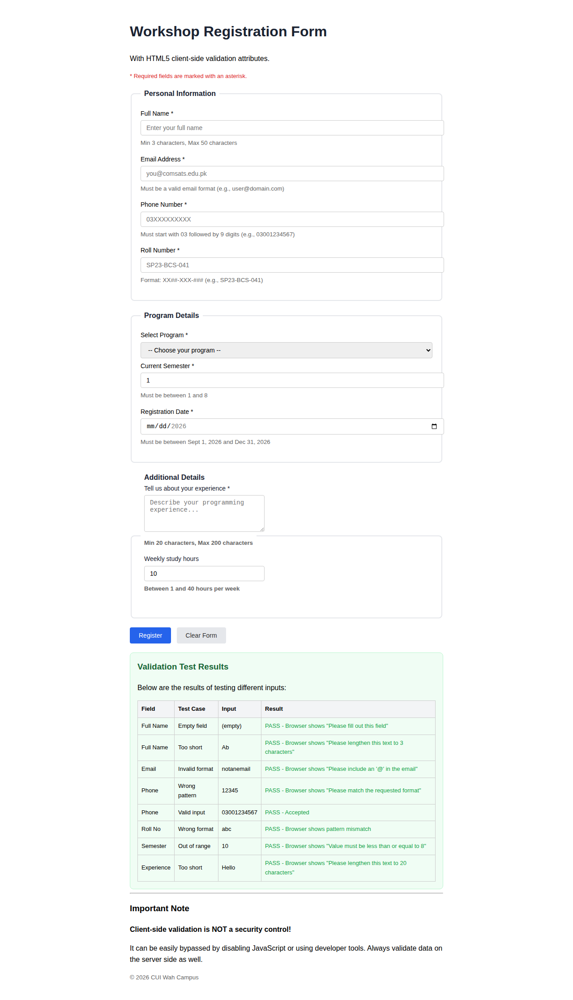 Workshop Registration Form
With HTML5 client-side validation attributes.
* Required fields are marked with an asterisk.
Personal Information
Full Name *
Enter your full name
Min 3 characters, Max 50 characters
Email Address *
you@comsats.edu.pk
Must be a valid email format (e.g., user@domain.com)
Phone Number *
03XXXXXXXXX
Must start with 03 followed by 9 digits (e.g., 03001234567)
Roll Number *
SP23-BCS-041
Format: XX##-XXX-### (e.g., SP23-BCS-041)
Program Details
Select Program *
-- Choose your program --
Current Semester *
1
Must be between 1 and 8
Registration Date *
mm/dd/2026
Must be between Sept 1, 2026 and Dec 31, 2026
Additional Details
Tell us about your experience *
Describe your programming
experience...
Min 20 characters, Max 200 characters
Weekly study hours
10
Between 1 and 40 hours per week
Register Clear Form
Validation Test Results
Below are the results of testing different inputs:
Field Test Case Input Result
Full Name Empty field (empty) PASS - Browser shows "Please fill out this field"
Full Name Too short Ab PASS - Browser shows "Please lengthen this text to 3
characters"
Email Invalid format notanemail PASS - Browser shows "Please include an '@' in the email"
Phone Wrong
pattern 12345 PASS - Browser shows "Please match the requested format"
Phone Valid input 03001234567 PASS - Accepted
Roll No Wrong format abc PASS - Browser shows pattern mismatch
Semester Out of range 10 PASS - Browser shows "Value must be less than or equal to 8"
Experience Too short Hello PASS - Browser shows "Please lengthen this text to 20
characters"
Important Note
Client-side validation is NOT a security control!
It can be easily bypassed by disabling JavaScript or using developer tools. Always validate data on
the server side as well.
© 2026 CUI Wah Campus